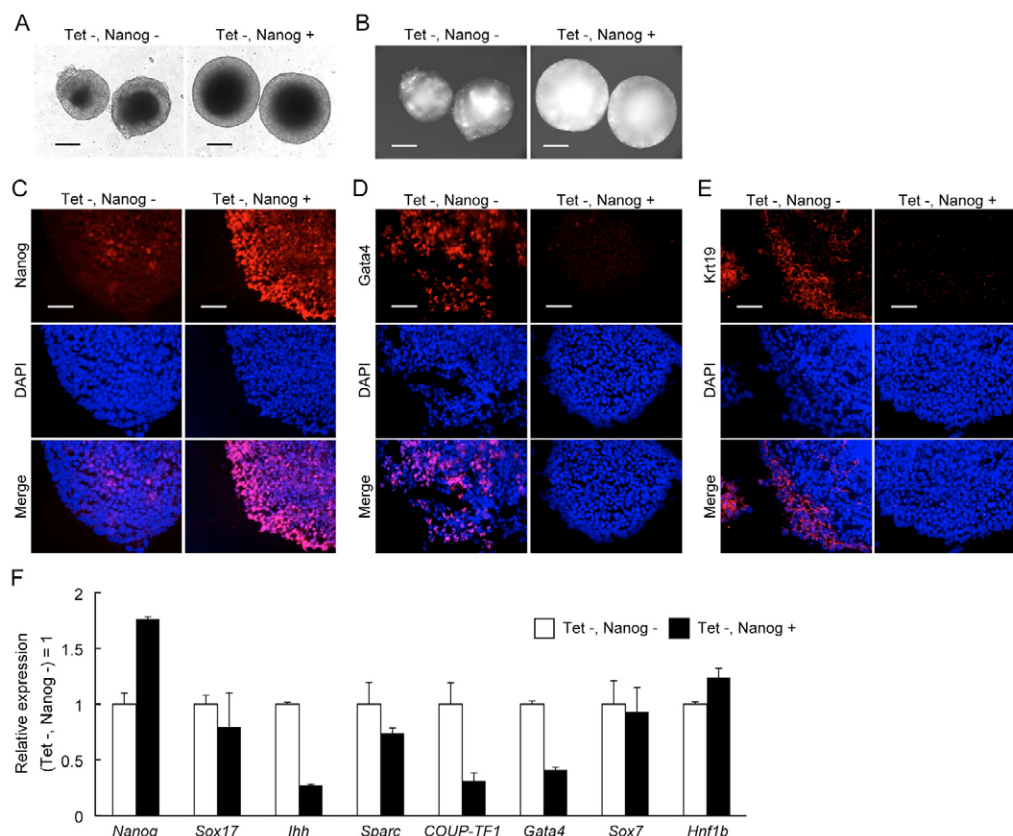 A
Tet -, Nanog - Tet -, Nanog +
B
Tet -, Nanog - Tet -, Nanog +
C
Tet -, Nanog - Tet -, Nanog +
Nanog
DAPI
Merge
D
Tet -, Nanog - Tet -, Nanog +
Gata4
DAPI
Merge
E
Tet -, Nanog - Tet -, Nanog +
Krt19
DAPI
Merge
F
Relative expression
(Tet -, Nanog -) = 1
2
1.5
1
0.5
0
Tet -, Nanog - Tet -, Nanog +
Nanog Sox17 Ihh Sparc COUP-TF1 Gata4 Sox7 Hnf1b